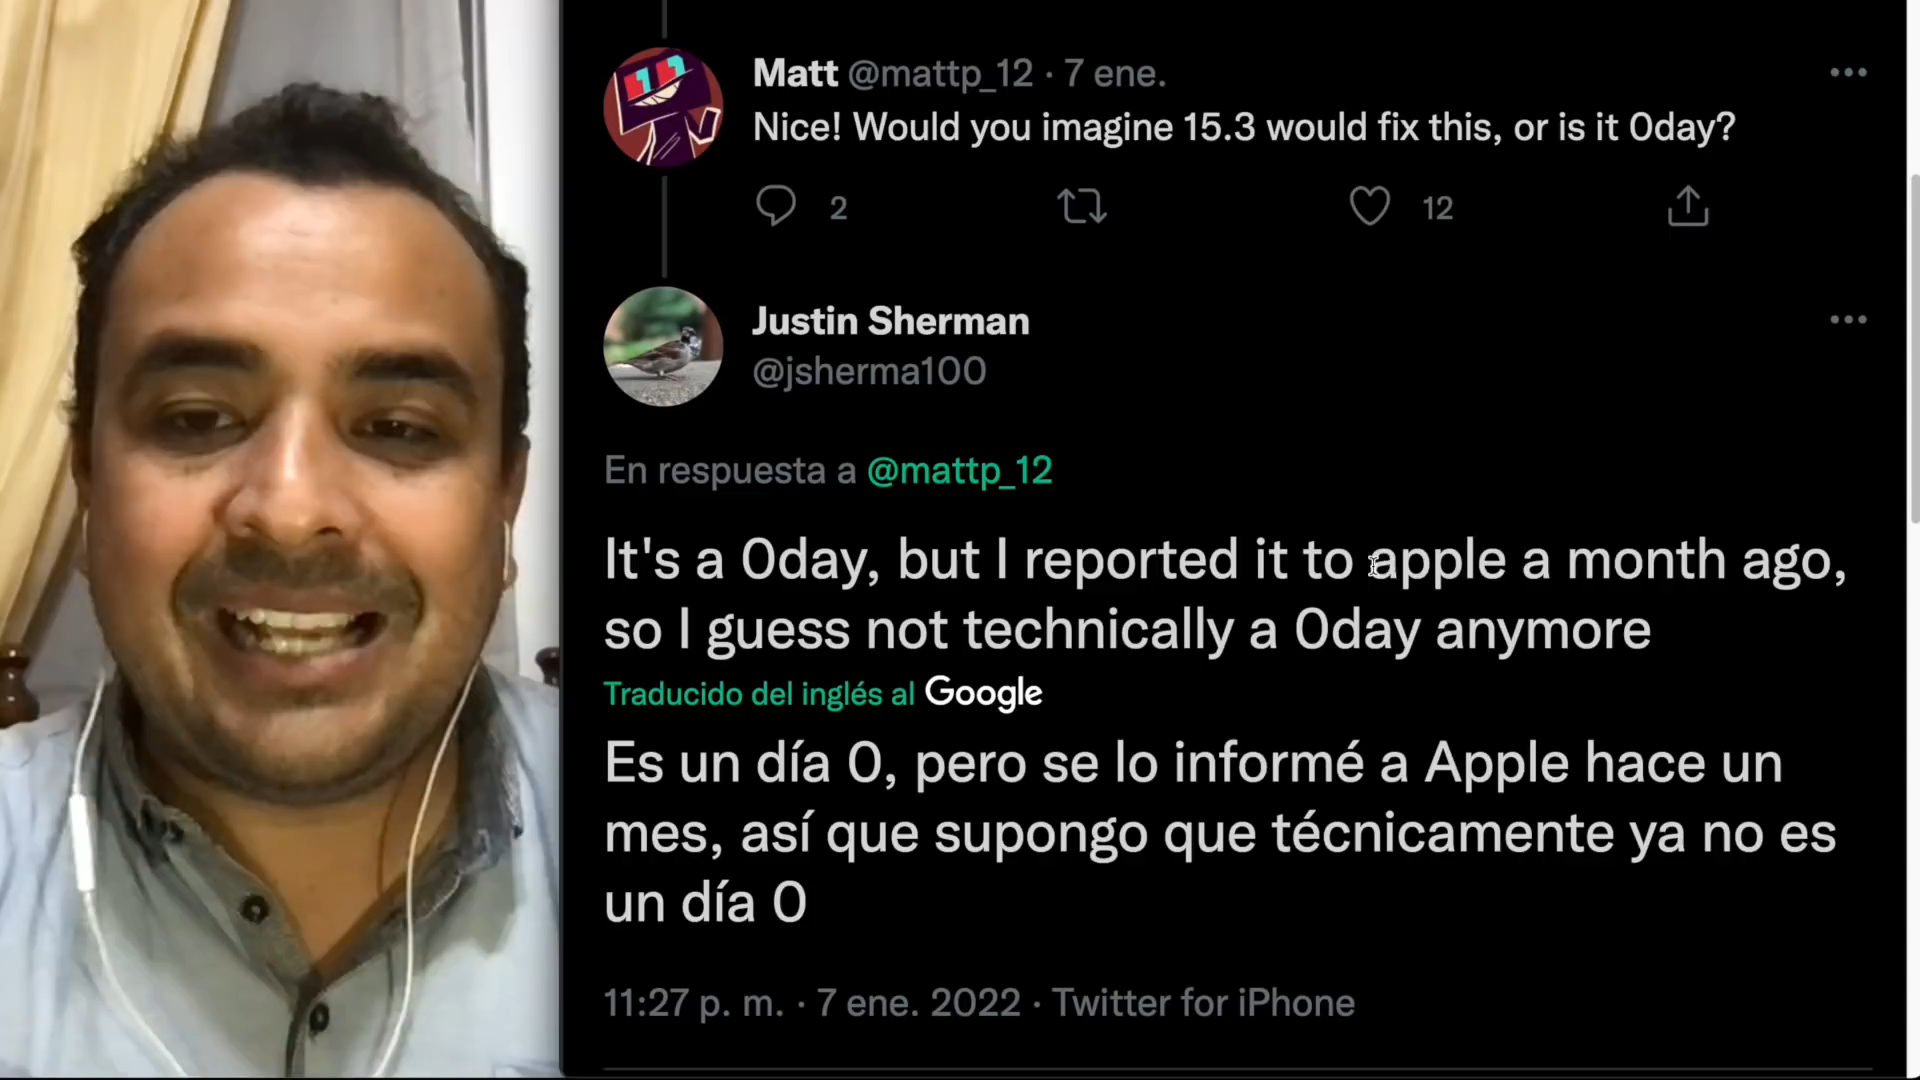 Matt @mattp_12 · 7 ene.
Nice! Would you imagine 15.3 would fix this, or is it 0day?
2
12
Justin Sherman
@jsherma100
En respuesta a @mattp_12
It's a 0day, but I reported it to apple a month ago,
so I guess not technically a 0day anymore
Traducido del inglés al Google
Es un día 0, pero se lo informé a Apple hace un
mes, así que supongo que técnicamente ya no es
un día 0
11:27 p. m. · 7 ene. 2022 · Twitter for iPhone